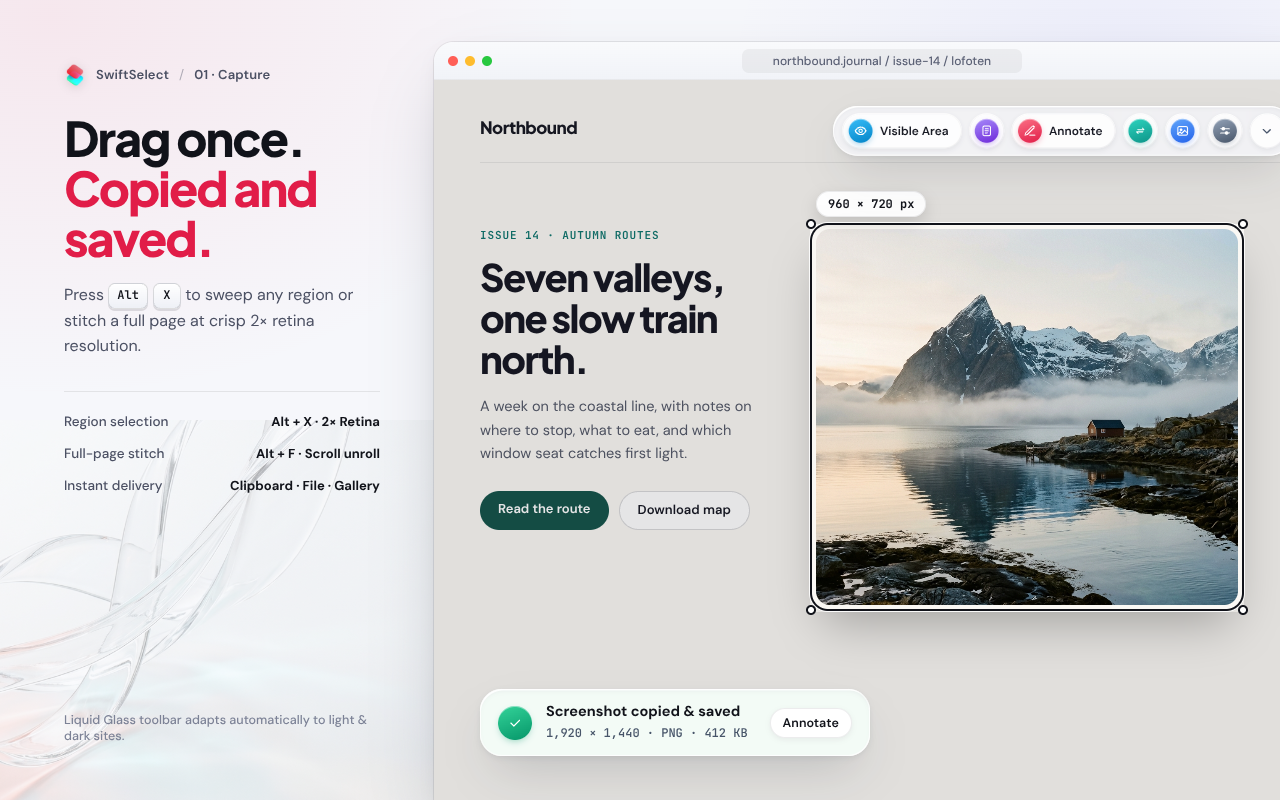 SwiftSelect / 01 · Capture
Drag once.
Copied and
saved.
Press Alt X to sweep any region or
stitch a full page at crisp 2× retina
resolution.
Region selection Alt + X · 2× Retina
Full-page stitch Alt + F · Scroll unroll
Instant delivery Clipboard · File · Gallery
Liquid Glass toolbar adapts automatically to light &
dark sites.
northbound.journal / issue-14 / lofoten
Northbound
Visible Area
Annotate
960 × 720 px
ISSUE 14 · AUTUMN ROUTES
Seven valleys,
one slow train
north.
A week on the coastal line, with notes on
where to stop, what to eat, and which
window seat catches first light.
Read the route
Download map
Screenshot copied & saved
1,920 × 1,440 · PNG · 412 KB
Annotate